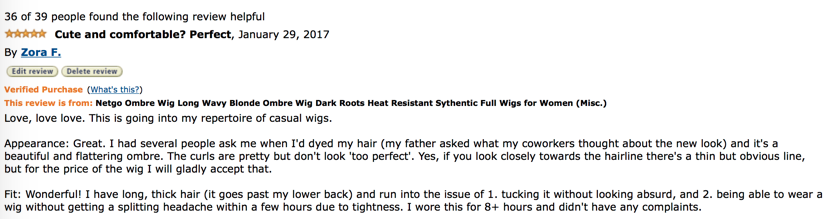 36 of 39 people found the following review helpful
Cute and comfortable? Perfect, January 29, 2017
By Zora F.
Edit review Delete review
Verified Purchase (What's this?)
This review is from: Netgo Ombre Wig Long Wavy Blonde Ombre Wig Dark Roots Heat Resistant Sythentic Full Wigs for Women (Misc.)
Love, love love. This is going into my repertoire of casual wigs.
Appearance: Great. I had several people ask me when I'd dyed my hair (my father asked what my coworkers thought about the new look) and it's a
beautiful and flattering ombre. The curls are pretty but don't look 'too perfect'. Yes, if you look closely towards the hairline there's a thin but obvious line,
but for the price of the wig I will gladly accept that.
Fit: Wonderful! I have long, thick hair (it goes past my lower back) and run into the issue of 1. tucking it without looking absurd, and 2. being able to wear a
wig without getting a splitting headache within a few hours due to tightness. I wore this for 8+ hours and didn't have any complaints.